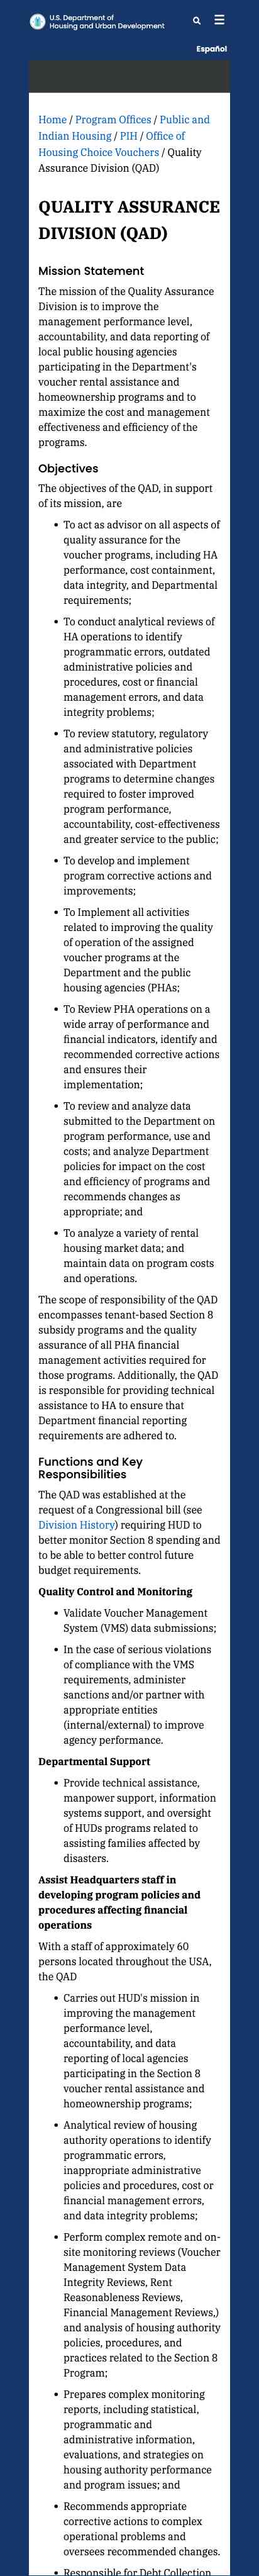 U.S. Department of
Housing and Urban Development
Español
Home / Program Offices / Public and
Indian Housing / PIH / Office of
Housing Choice Vouchers / Quality
Assurance Division (QAD)
QUALITY ASSURANCE
DIVISION (QAD)
Mission Statement
The mission of the Quality Assurance
Division is to improve the
management performance level,
accountability, and data reporting of
local public housing agencies
participating in the Department's
voucher rental assistance and
homeownership programs and to
maximize the cost and management
effectiveness and efficiency of the
programs.
Objectives
The objectives of the QAD, in support
of its mission, are
• To act as advisor on all aspects of
quality assurance for the
voucher programs, including HA
performance, cost containment,
data integrity, and Departmental
requirements;
• To conduct analytical reviews of
HA operations to identify
programmatic errors, outdated
administrative policies and
procedures, cost or financial
management errors, and data
integrity problems;
• To review statutory, regulatory
and administrative policies
associated with Department
programs to determine changes
required to foster improved
program performance,
accountability, cost-effectiveness
and greater service to the public;
• To develop and implement
program corrective actions and
improvements;
• To Implement all activities
related to improving the quality
of operation of the assigned
voucher programs at the
Department and the public
housing agencies (PHAs;
• To Review PHA operations on a
wide array of performance and
financial indicators, identify and
recommended corrective actions
and ensures their
implementation;
• To review and analyze data
submitted to the Department on
program performance, use and
costs; and analyze Department
policies for impact on the cost
and efficiency of programs and
recommends changes as
appropriate; and
• To analyze a variety of rental
housing market data; and
maintain data on program costs
and operations.
The scope of responsibility of the QAD
encompasses tenant-based Section 8
subsidy programs and the quality
assurance of all PHA financial
management activities required for
those programs. Additionally, the QAD
is responsible for providing technical
assistance to HA to ensure that
Department financial reporting
requirements are adhered to.
Functions and Key
Responsibilities
The QAD was established at the
request of a Congressional bill (see
Division History) requiring HUD to
better monitor Section 8 spending and
to be able to better control future
budget requirements.
Quality Control and Monitoring
• Validate Voucher Management
System (VMS) data submissions;
• In the case of serious violations
of compliance with the VMS
requirements, administer
sanctions and/or partner with
appropriate entities
(internal/external) to improve
agency performance.
Departmental Support
• Provide technical assistance,
manpower support, information
systems support, and oversight
of HUDs programs related to
assisting families affected by
disasters.
Assist Headquarters staff in
developing program policies and
procedures affecting financial
operations
With a staff of approximately 60
persons located throughout the USA,
the QAD
• Carries out HUD's mission in
improving the management
performance level,
accountability, and data
reporting of local agencies
participating in the Section 8
voucher rental assistance and
homeownership programs;
• Analytical review of housing
authority operations to identify
programmatic errors,
inappropriate administrative
policies and procedures, cost or
financial management errors,
and data integrity problems;
• Perform complex remote and on-
site monitoring reviews (Voucher
Management System Data
Integrity Reviews, Rent
Reasonableness Reviews,
Financial Management Reviews,)
and analysis of housing authority
policies, procedures, and
practices related to the Section 8
Program;
• Prepares complex monitoring
reports, including statistical,
programmatic and
administrative information,
evaluations, and strategies on
housing authority performance
and program issues; and
• Recommends appropriate
corrective actions to complex
operational problems and
oversees recommended changes.
• Responsible for Debt Collection